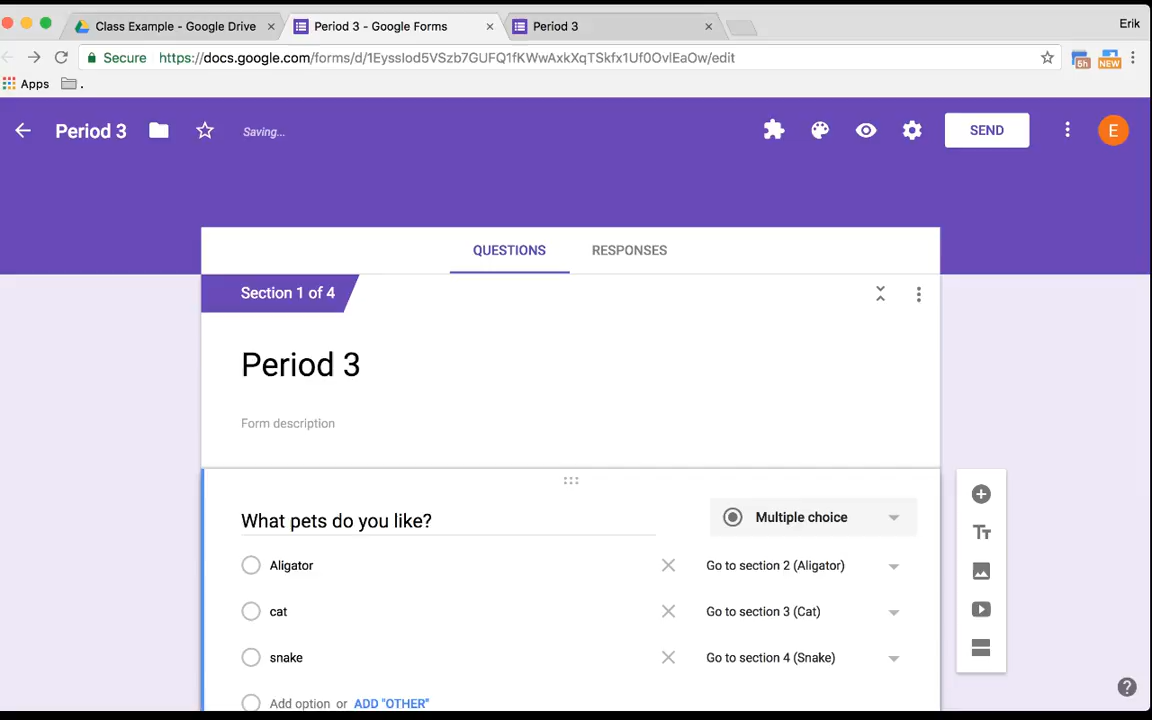 Class Example - Google Drive
Period 3 - Google Forms
Period 3
Erik
Secure
https://docs.google.com/forms/d/1EyssIod5VSzb7GUFQ1fKWwAxkXqTSkfx1Uf0OvlEaOw/edit
5h
NEW
Apps
.
Period 3
Saving...
SEND
E
QUESTIONS
RESPONSES
Section 1 of 4
Period 3
Form description
What pets do you like?
Multiple choice
Aligator
Go to section 2 (Aligator)
cat
Go to section 3 (Cat)
snake
Go to section 4 (Snake)
Add option or ADD "OTHER"